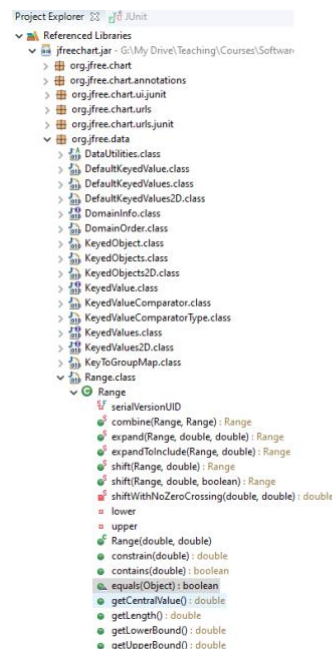 Project Explorer JUnit
Referenced Libraries
jfreechart.jar - G:\My Drive\Teaching\Courses\Softwar
org.jfree.chart
org.jfree.chart.annotations
org.jfree.chart.ui.junit
org.jfree.chart.urls
org.jfree.chart.urls.junit
org.jfree.data
DataUtilities.class
DefaultKeyedValue.class
DefaultKeyedValues.class
DefaultKeyedValues2D.class
DomainInfo.class
DomainOrder.class
KeyedObject.class
KeyedObjects.class
KeyedObjects2D.class
KeyedValue.class
KeyedValueComparator.class
KeyedValueComparatorType.class
KeyedValues.class
KeyedValues2D.class
KeyToGroupMap.class
Range.class
Range
serialVersionUID
combine(Range, Range) : Range
expand(Range, double, double) : Range
expandToInclude(Range, double) : Range
shift(Range, double) : Range
shift(Range, double, boolean) : Range
shiftWithNoZeroCrossing(double, double) : double
lower
upper
Range(double, double)
constrain(double) : double
contains(double) : boolean
equals(Object) : boolean
getCentralValue() : double
getLength() : double
getLowerBound() : double
getUpperBound() : double